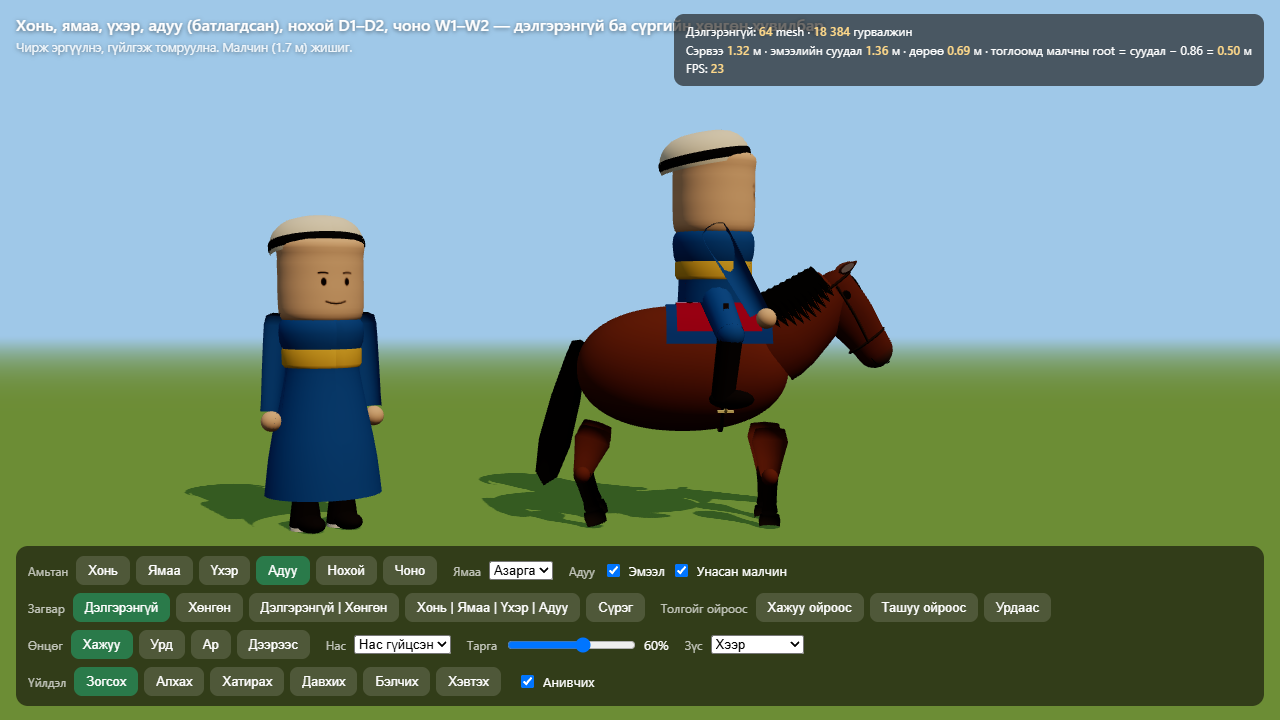 Хонь, ямаа, үхэр, адуу (батлагдсан), нохой D1–D2, чоно W1–W2 — дэлгэрэнгүй ба сүргийн хөнгөн хувилбар
Чирж эргүүлнэ, гүйлгэж томруулна. Малчин (1.7 м) жишиг.
Дэлгэрэнгүй: 64 mesh · 18 384 гурвалжин
Сэрвээ 1.32 м · эмээлийн суудал 1.36 м · дөрөө 0.69 м · тоглоомд малчны root = суудал − 0.86 = 0.50 м
FPS: 23
Амьтан Хонь Ямаа Үхэр Адуу Нохой Чоно Ямаа Азарга Адуу Эмээл Унасан малчин
Загвар Дэлгэрэнгүй Хөнгөн Дэлгэрэнгүй | Хөнгөн Хонь | Ямаа | Үхэр | Адуу Сүрэг Толгойг ойроос Хажуу ойроос Ташуу ойроос Урдаас
Өнцөг Хажуу Урд Ар Дээрээс Нас Нас гүйцсэн Тарга 60% Зүс Хээр
Үйлдэл Зогсох Алхах Хатирах Давхих Бэлчих Хэвтэх Анивчих